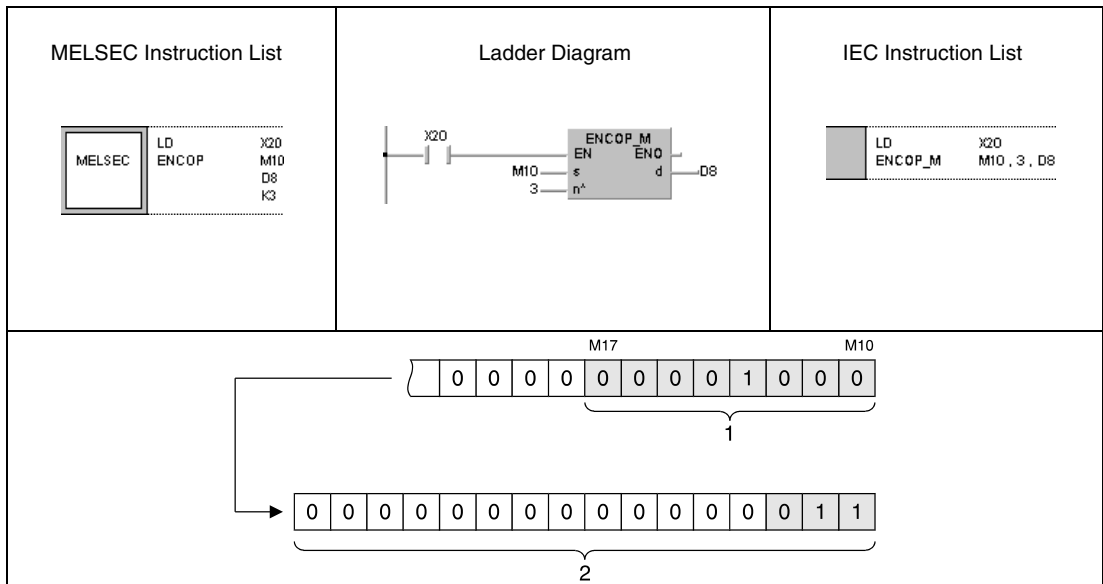 MELSEC Instruction List
Ladder Diagram
IEC Instruction List
MELSEC
LD X20
ENCOP M10
D8
K3
X20
ENCOP_M
EN ENO
M10 s d D8
3 n^
LD X20
ENCOP_M M10 , 3 , D8
M17 M10
0 0 0 0 0 0 0 0 1 0 0 0
1
0 0 0 0 0 0 0 0 0 0 0 0 0 0 1 1
2